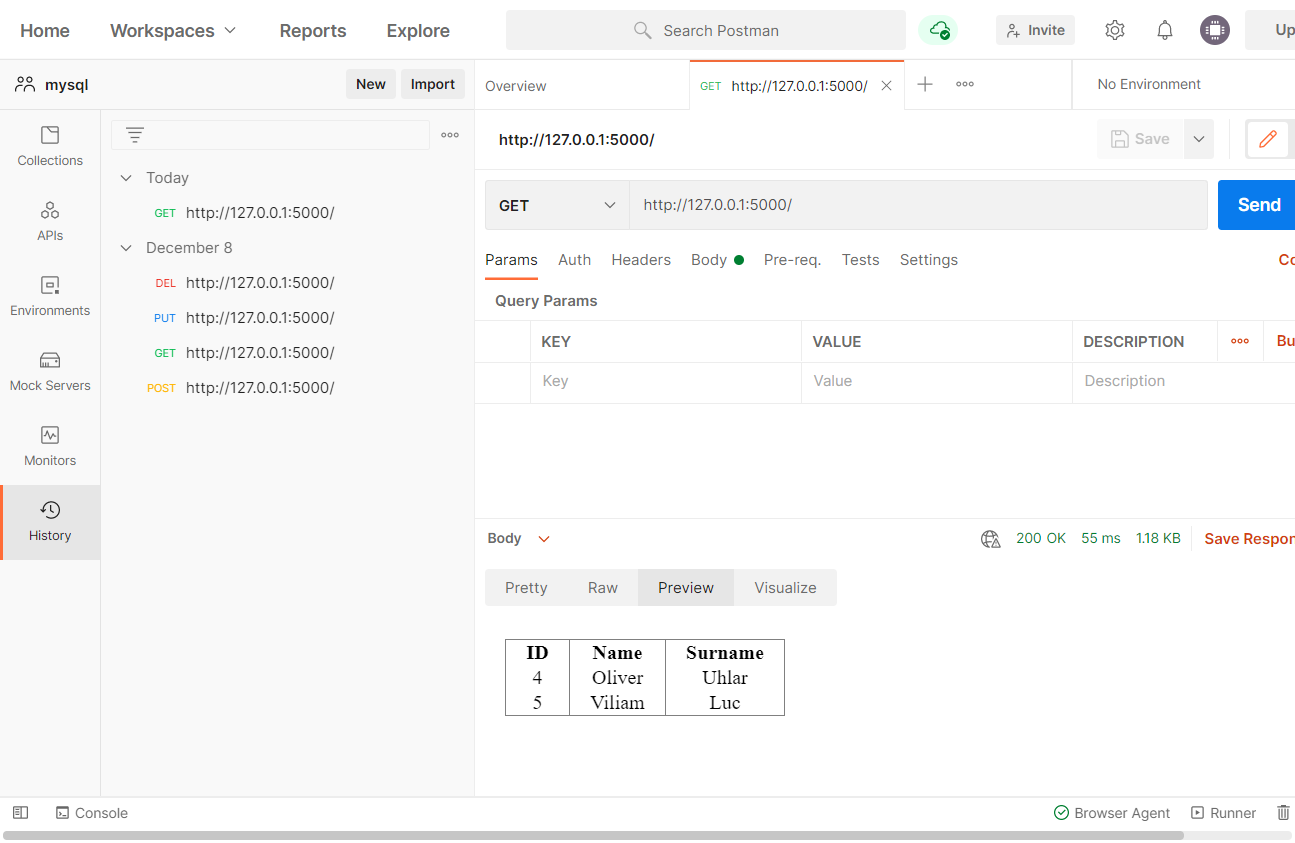 Home Workspaces Reports Explore Search Postman Invite Up
mysql New Import Overview GET http://127.0.0.1:5000/ No Environment
Collections
APIs
Environments
Mock Servers
Monitors
History
Today
GET http://127.0.0.1:5000/
December 8
DEL http://127.0.0.1:5000/
PUT http://127.0.0.1:5000/
GET http://127.0.0.1:5000/
POST http://127.0.0.1:5000/
http://127.0.0.1:5000/ Save
GET http://127.0.0.1:5000/ Send
Params Auth Headers Body Pre-req. Tests Settings Co
Query Params
KEY VALUE DESCRIPTION Bu
Key Value Description
Body 200 OK 55 ms 1.18 KB Save Respon
Pretty Raw Preview Visualize
ID Name Surname
4 Oliver Uhlar
5 Viliam Luc
Console Browser Agent Runner